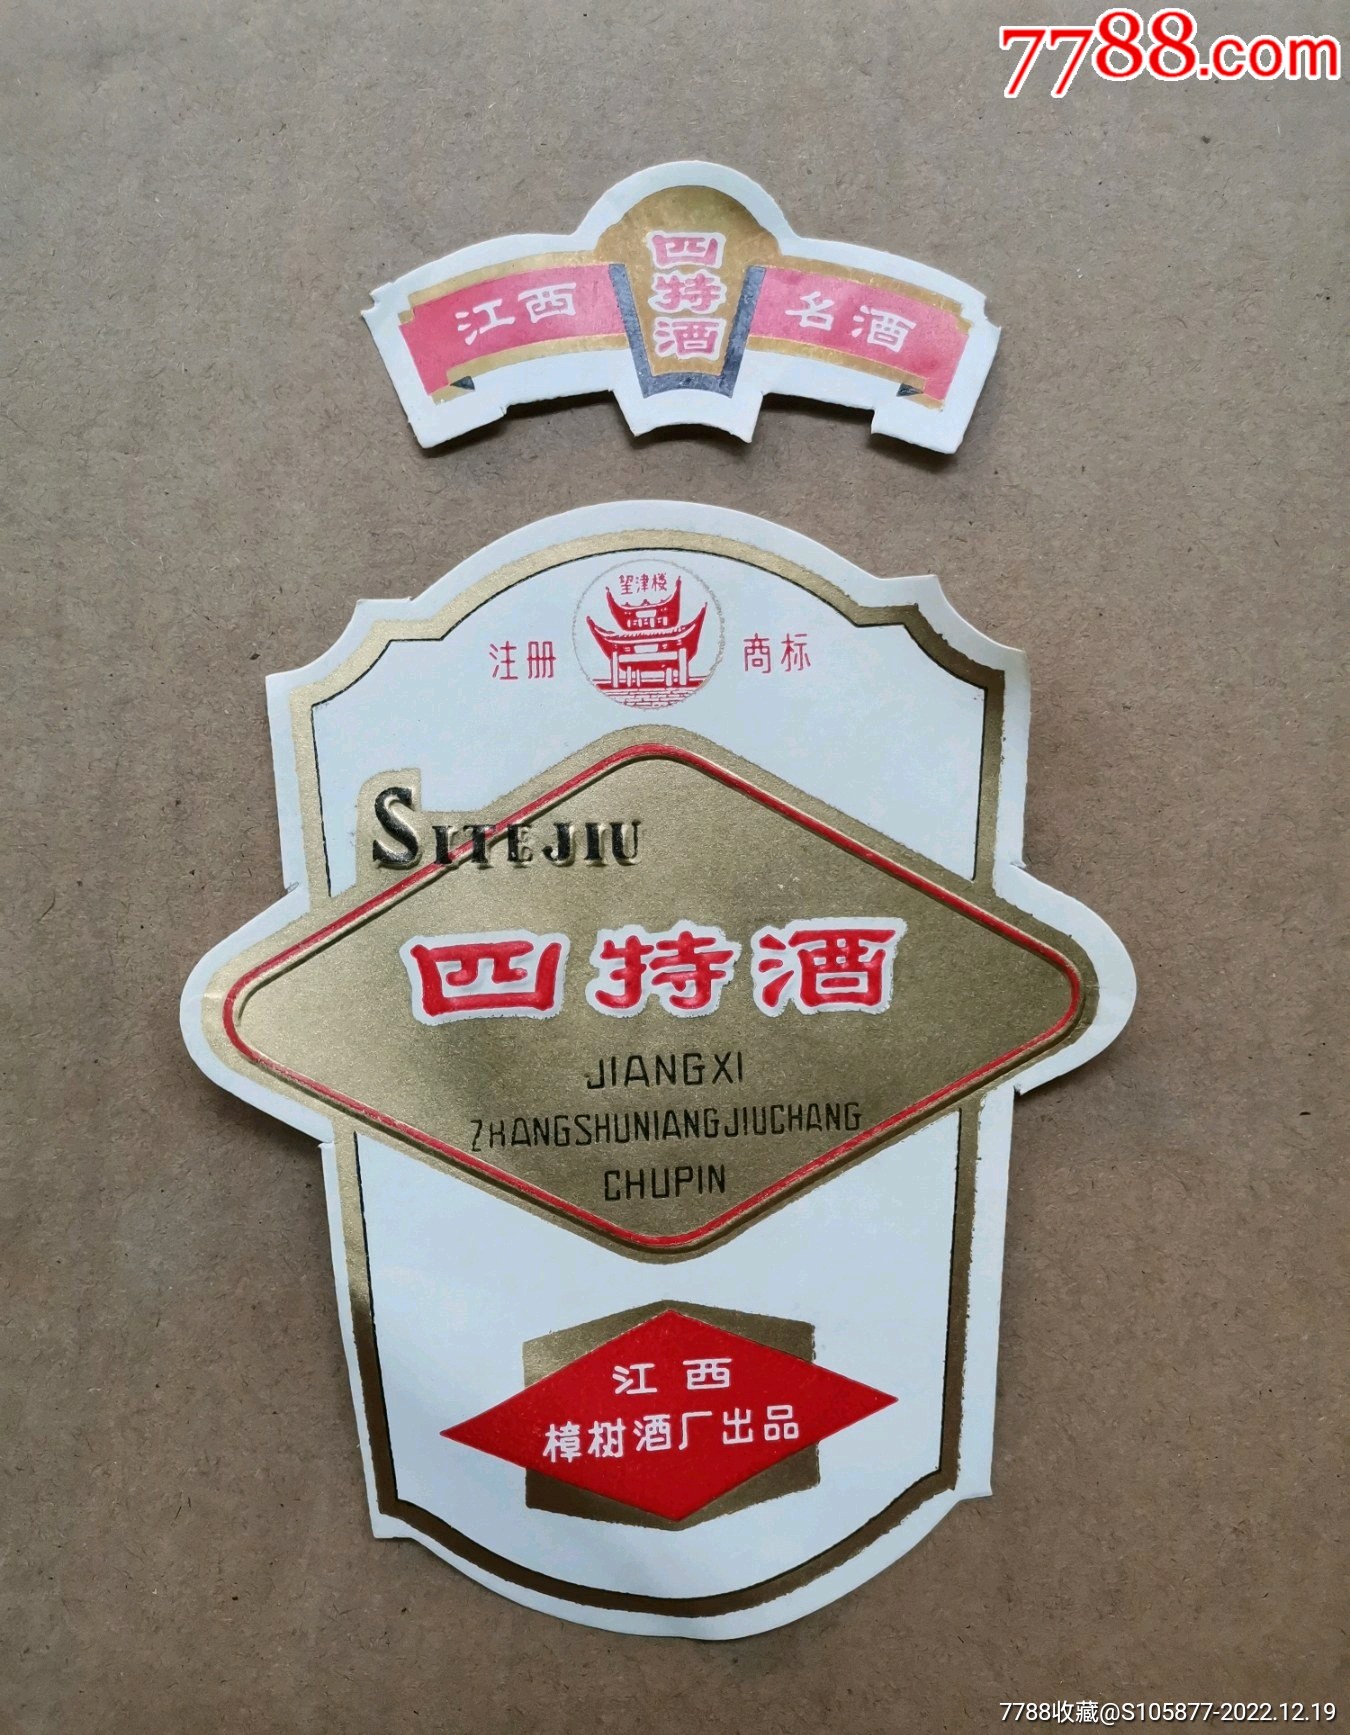 7788.com
江西
四特酒
名酒
望津楼
注册 商标
SITEJIU
四特酒
JIANGXI
ZHANGSHUNIANGJIUCHANG
CHUPIN
江西
樟树酒厂出品
7788收藏@S105877-2022.12.19